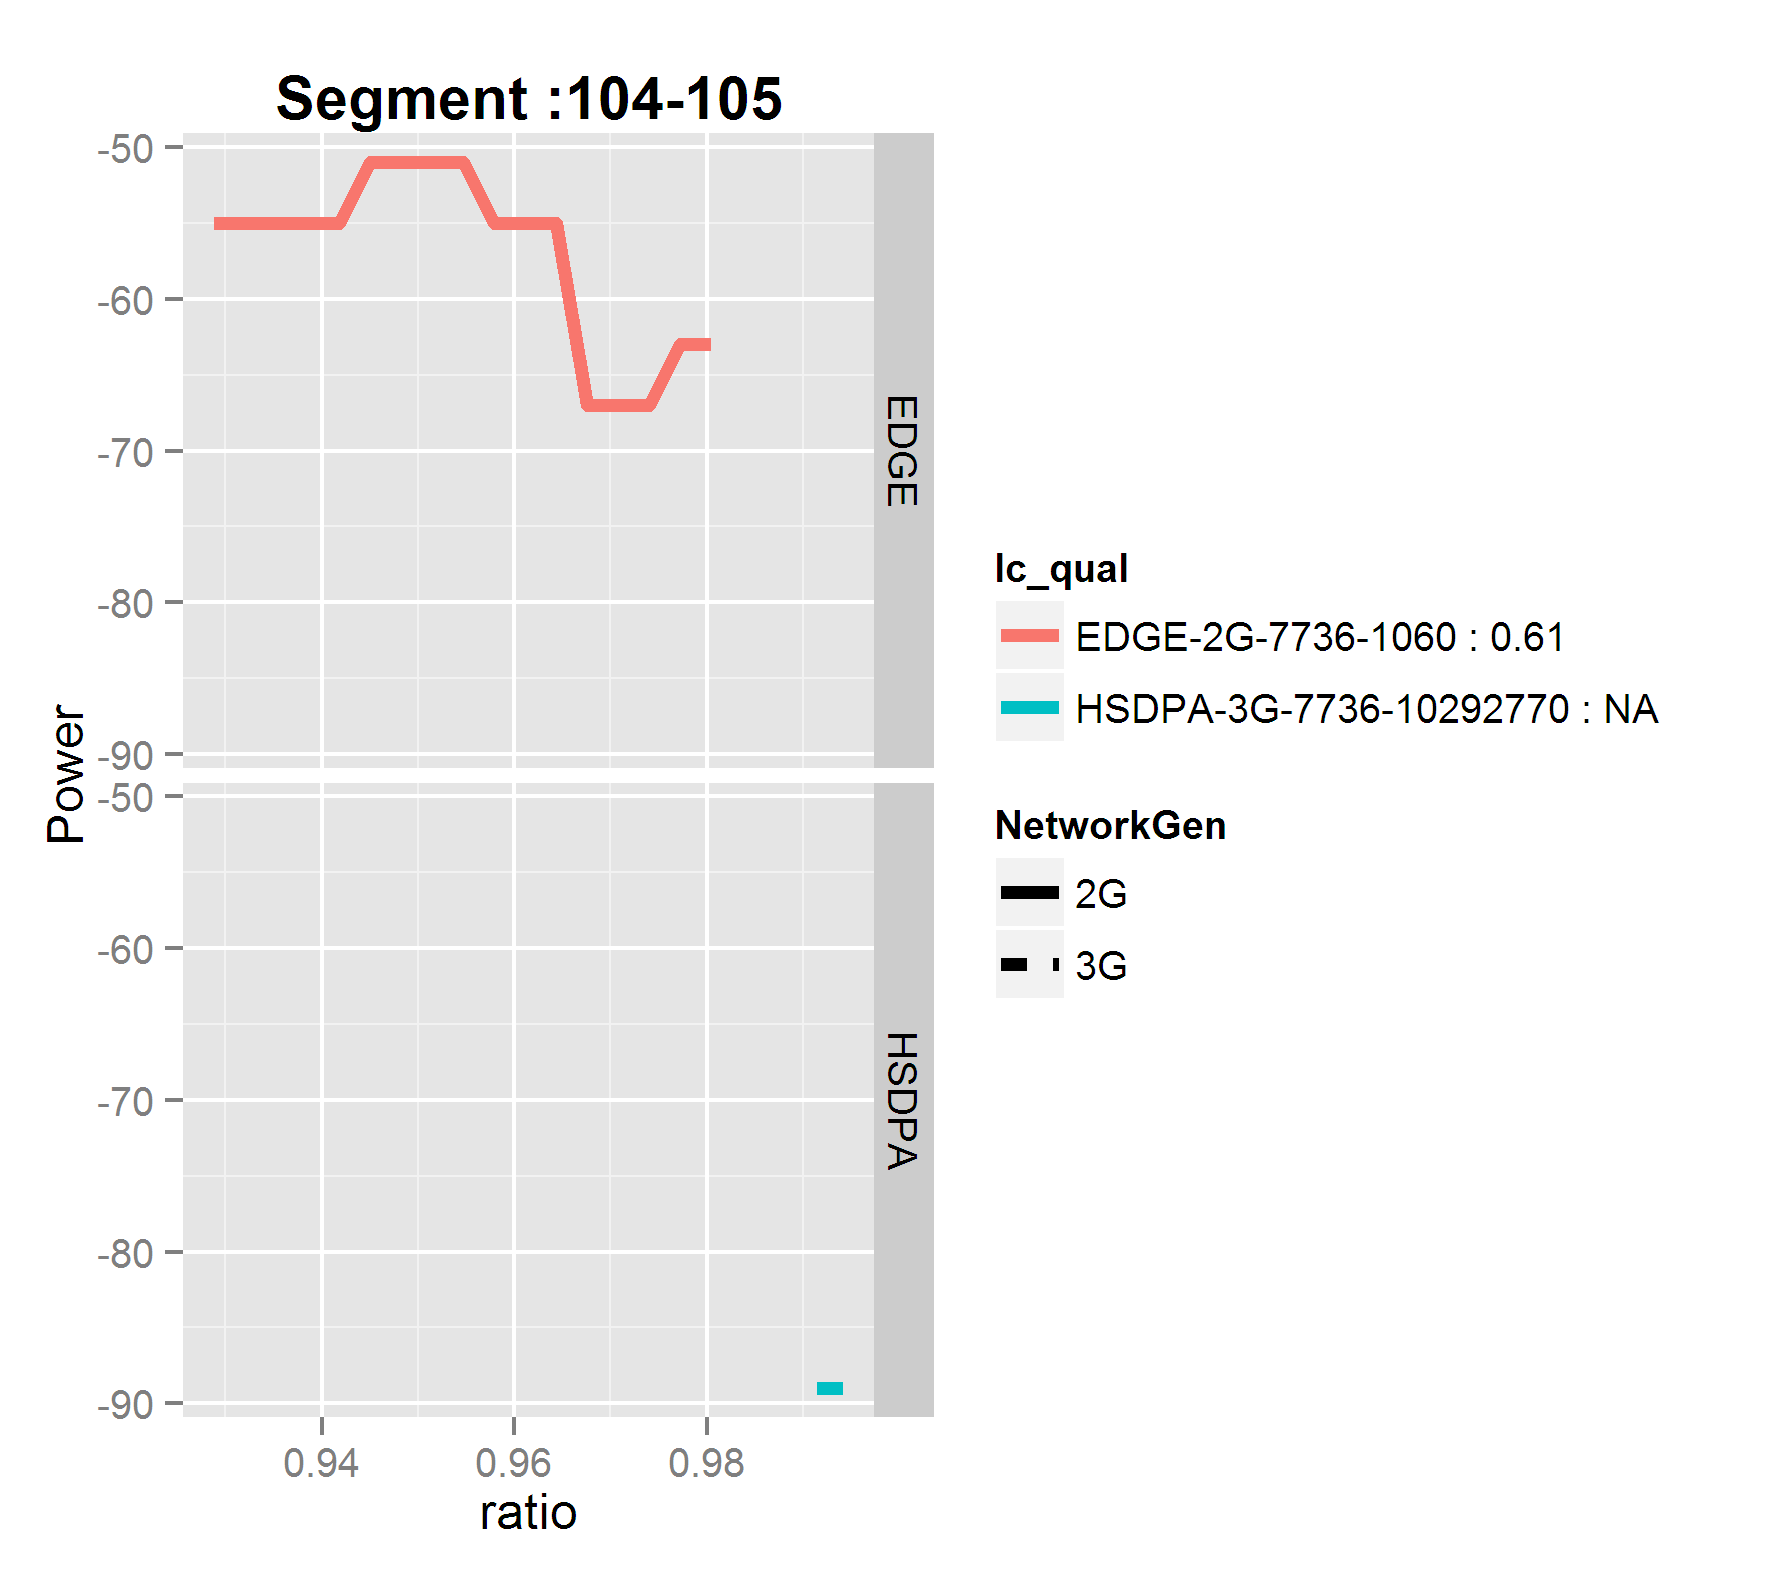 Segment :104-105
-50
-60
-70
-80
-90
EDGE
-50
-60
-70
-80
-90
HSDPA
Power
0.94 0.96 0.98
ratio
lc_qual
EDGE-2G-7736-1060 : 0.61
HSDPA-3G-7736-10292770 : NA
NetworkGen
2G
3G